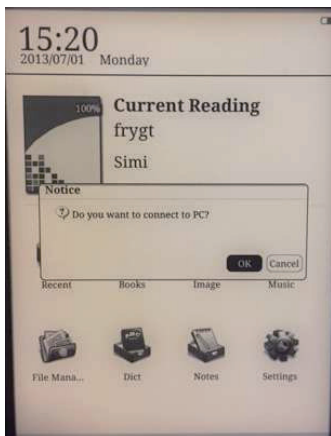 15:20
2013/07/01 Monday
100%
Current Reading
frygt
Simi
Notice
Do you want to connect to PC?
OK Cancel
Recent Books Image Music
File Mana... Dict Notes Settings